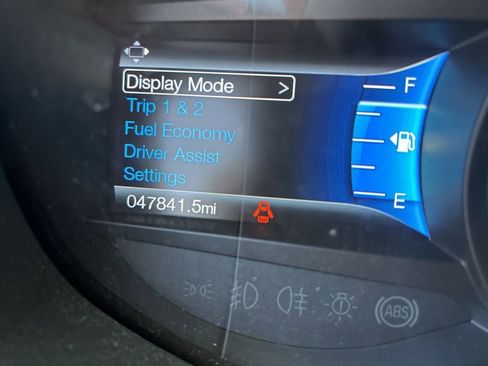 Display Mode >
F
Trip 1 & 2
Fuel Economy
Driver Assist
Settings
E
047841.5mi
ABS